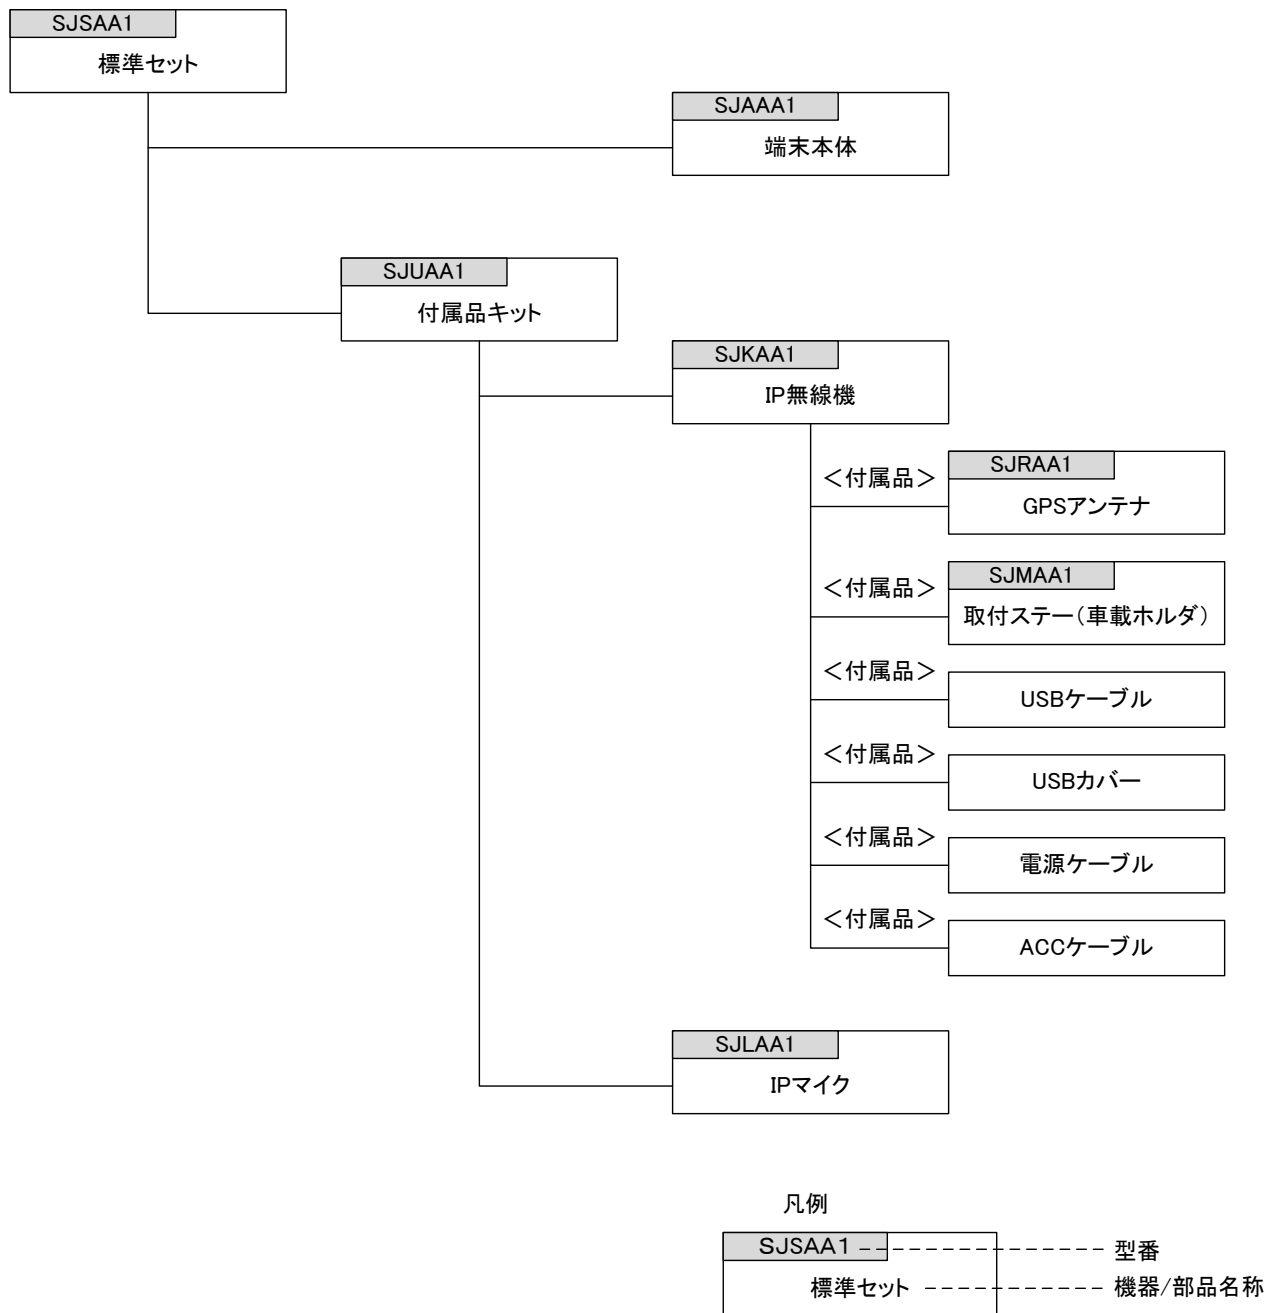 SJSAA1
標準セット
SJAAA1
端末本体
SJUAA1
付属品キット
SJKAA1
IP無線機
＜付属品＞
SJRAA1
GPSアンテナ
＜付属品＞
SJMAA1
取付ステー（車載ホルダ）
＜付属品＞
USBケーブル
＜付属品＞
USBカバー
＜付属品＞
電源ケーブル
＜付属品＞
ACCケーブル
SJLAA1
IPマイク
凡例
SJSAA1 型番
標準セット 機器/部品名称